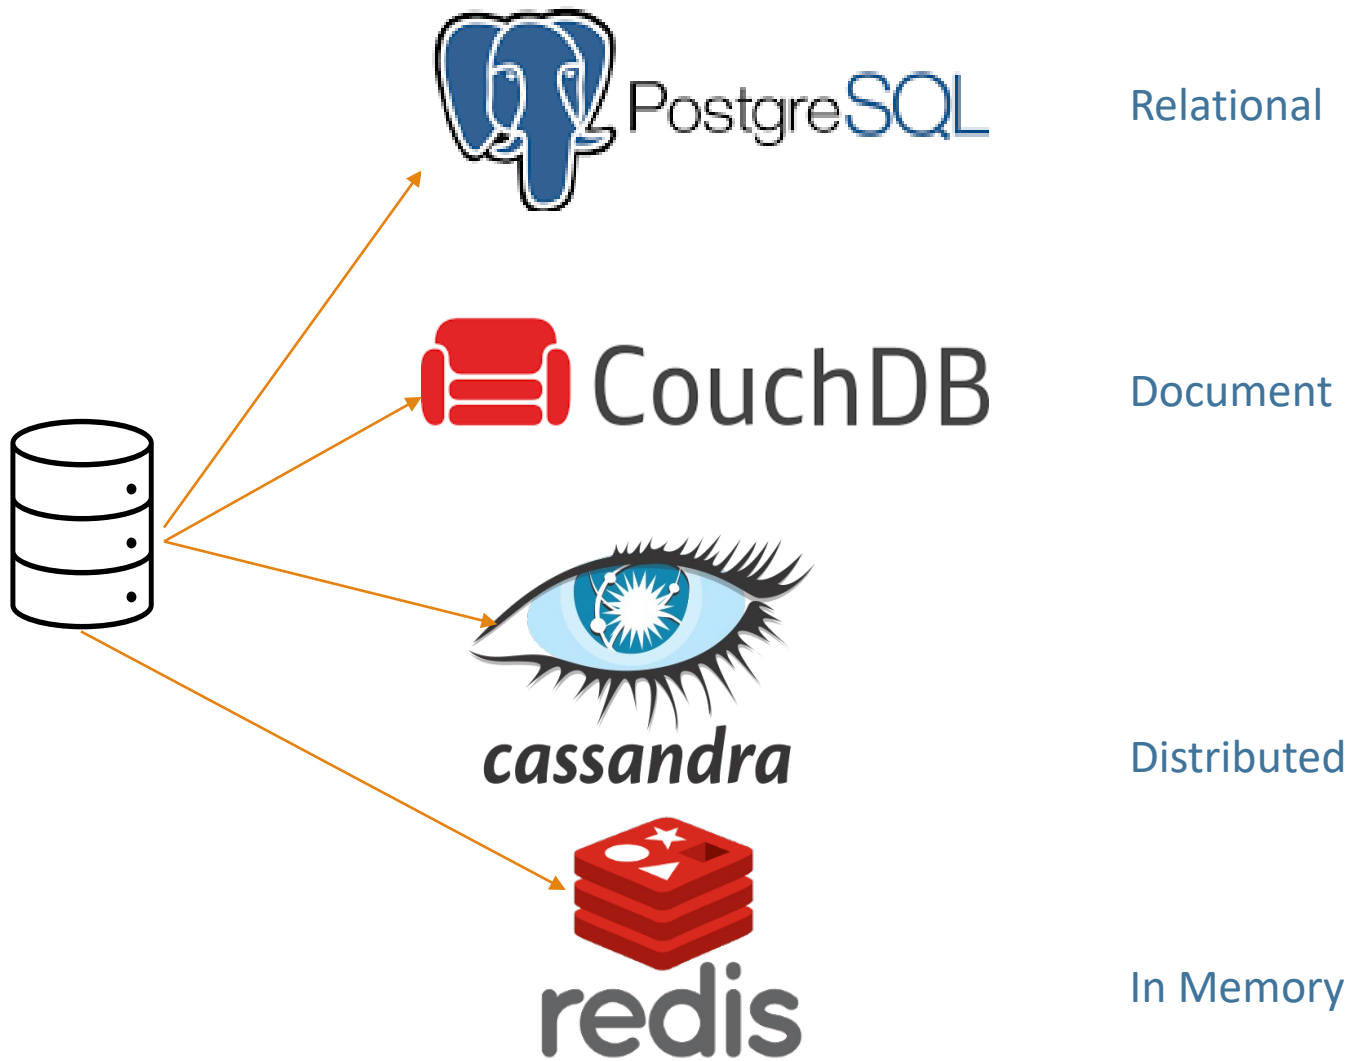 PostgreSQL
Relational
CouchDB
Document
cassandra
Distributed
redis
In Memory